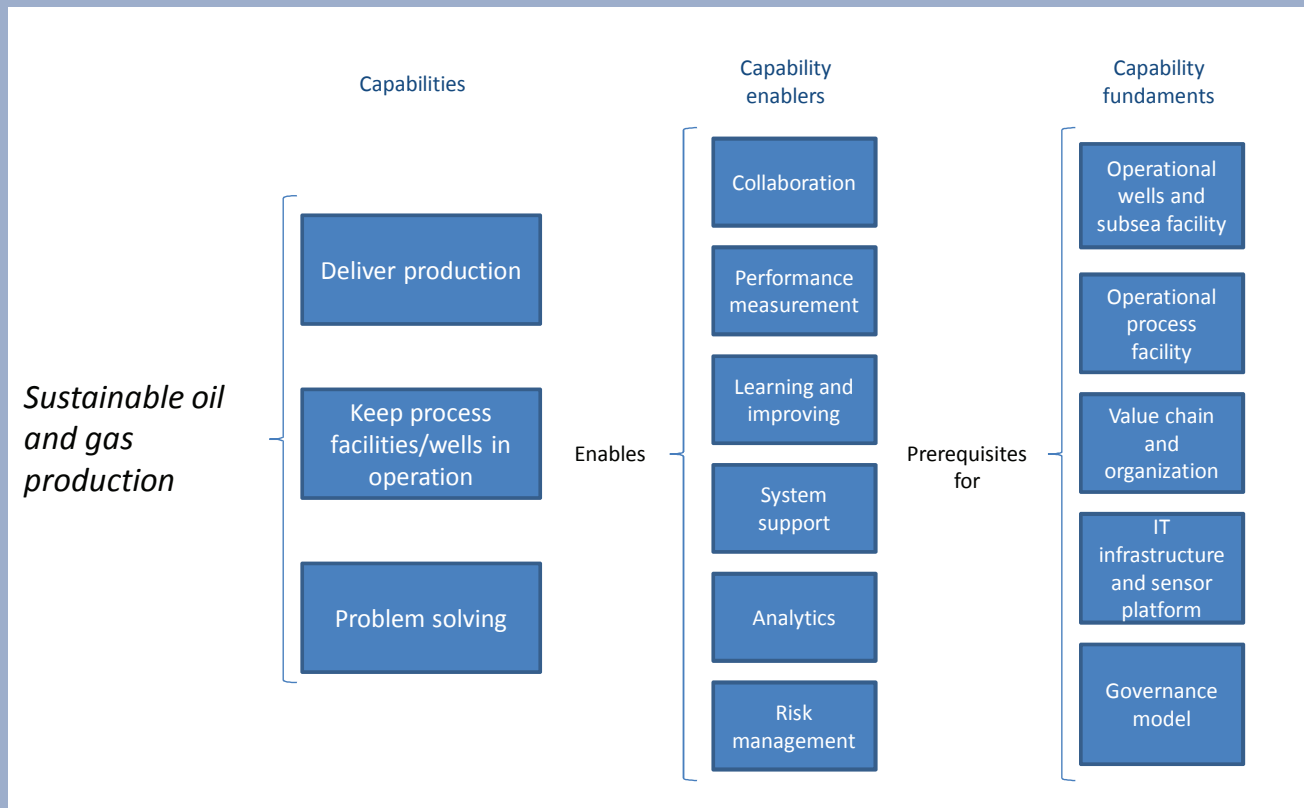 Capabilities
Capability
enablers
Capability
fundaments
Sustainable oil
and gas
production
Deliver production
Keep process
facilities/wells in
operation
Problem solving
Enables
Collaboration
Performance
measurement
Learning and
improving
System
support
Analytics
Risk
management
Prerequisites
for
Operational
wells and
subsea facility
Operational
process
facility
Value chain
and
organization
IT
infrastructure
and sensor
platform
Governance
model